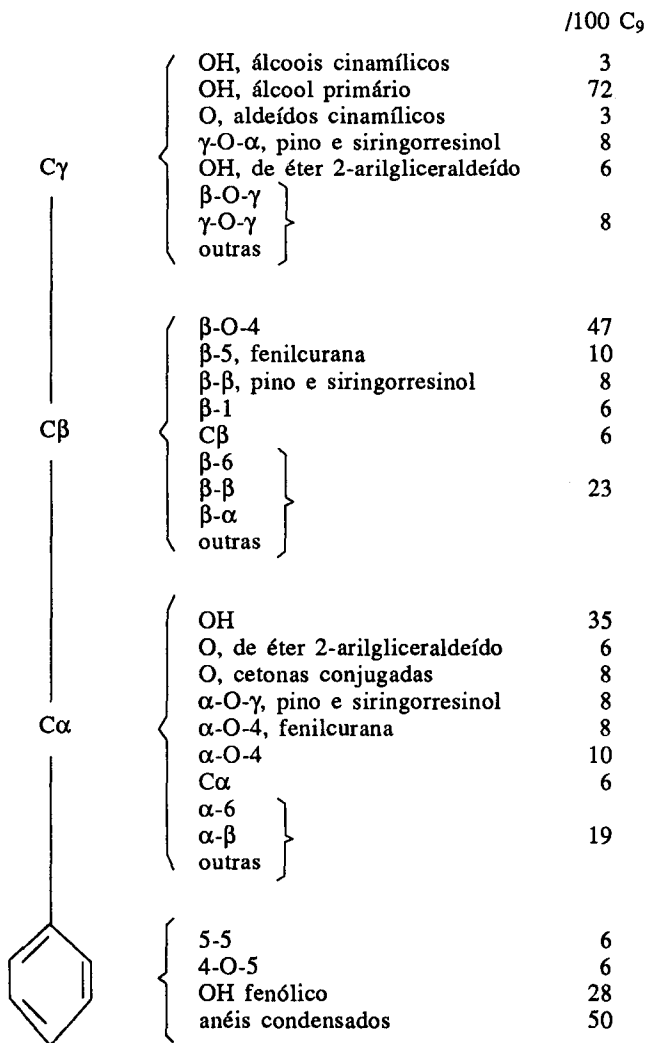 /100 C₉
OH, álcoois cinamílicos 3
OH, álcool primário 72
O, aldeídos cinamílicos 3
γ-O-α, pino e siringorresinol 8
Cγ OH, de éter 2-arilgliceraldeído 6
β-O-γ
γ-O-γ 8
outras
β-O-4 47
β-5, fenilcurana 10
β-β, pino e siringorresinol 8
β-1 6
Cβ Cβ 6
β-6
β-β 23
β-α
outras
OH 35
O, de éter 2-arilgliceraldeído 6
O, cetonas conjugadas 8
α-O-γ, pino e siringorresinol 8
Cα α-O-4, fenilcurana 8
α-O-4 10
Cα 6
α-6
α-β 19
outras
5-5 6
4-O-5 6
OH fenólico 28
anéis condensados 50